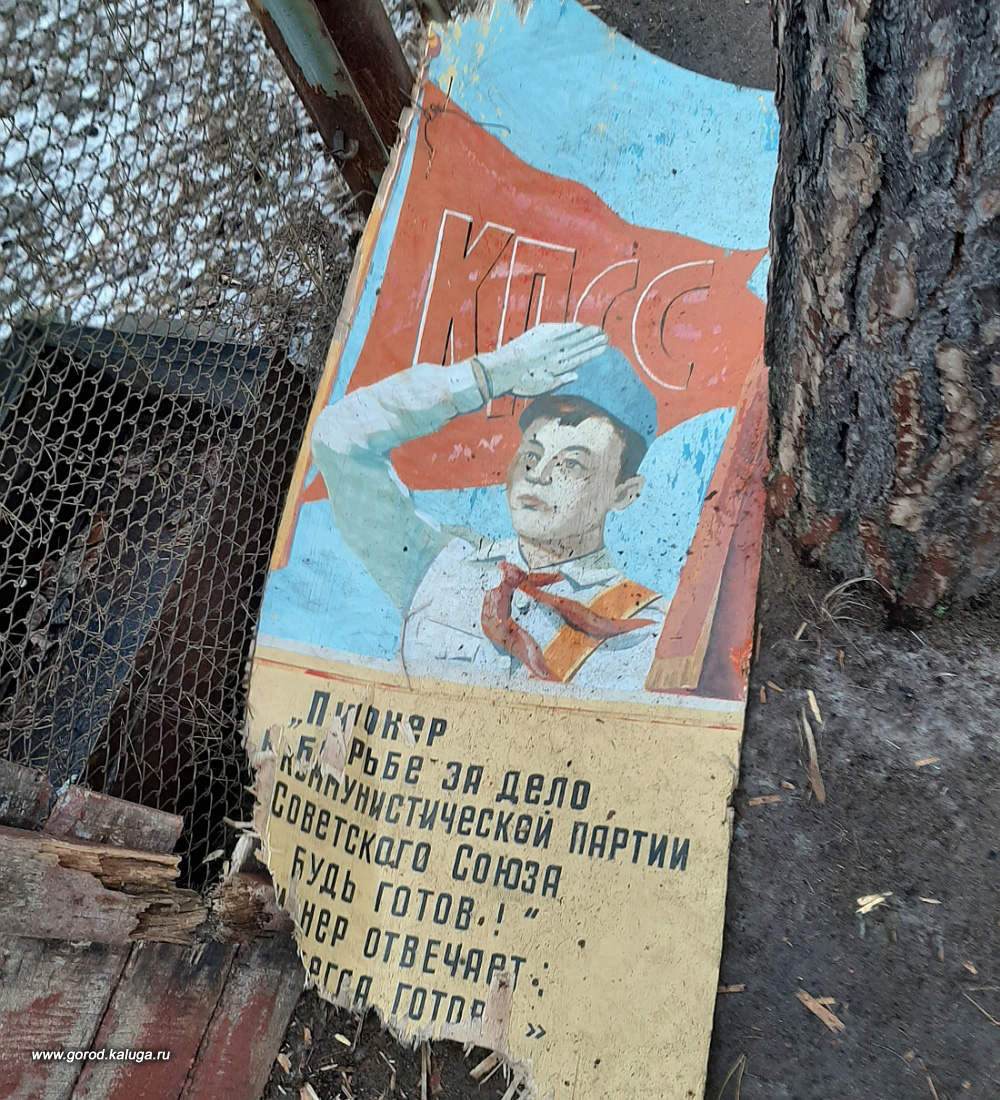 КПСС
„Пионер
к борьбе за дело
Коммунистической партии
Советского Союза
будь готов!"
отвечает:
готов »
www.gorod.kaluga.ru